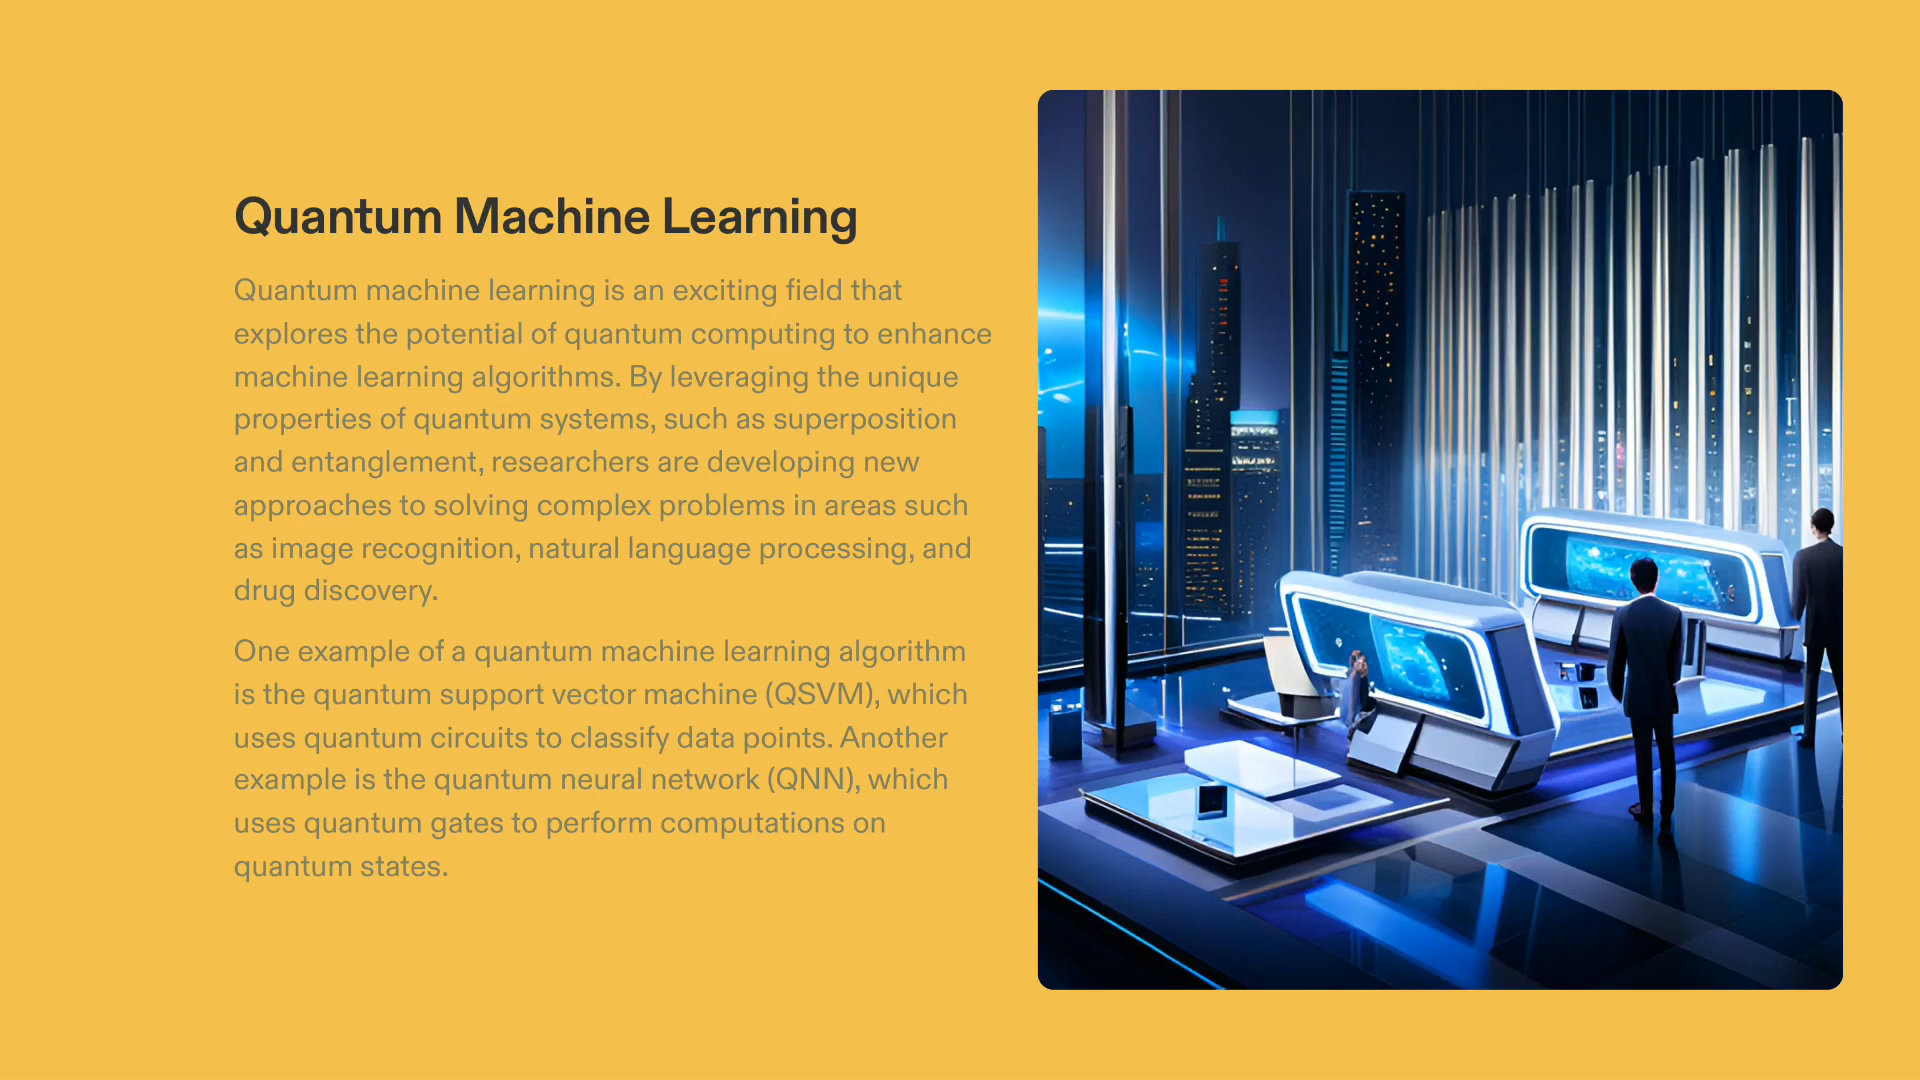 Quantum Machine Learning
Quantum machine learning is an exciting field that
explores the potential of quantum computing to enhance
machine learning algorithms. By leveraging the unique
properties of quantum systems, such as superposition
and entanglement, researchers are developing new
approaches to solving complex problems in areas such
as image recognition, natural language processing, and
drug discovery.
One example of a quantum machine learning algorithm
is the quantum support vector machine (QSVM), which
uses quantum circuits to classify data points. Another
example is the quantum neural network (QNN), which
uses quantum gates to perform computations on
quantum states.